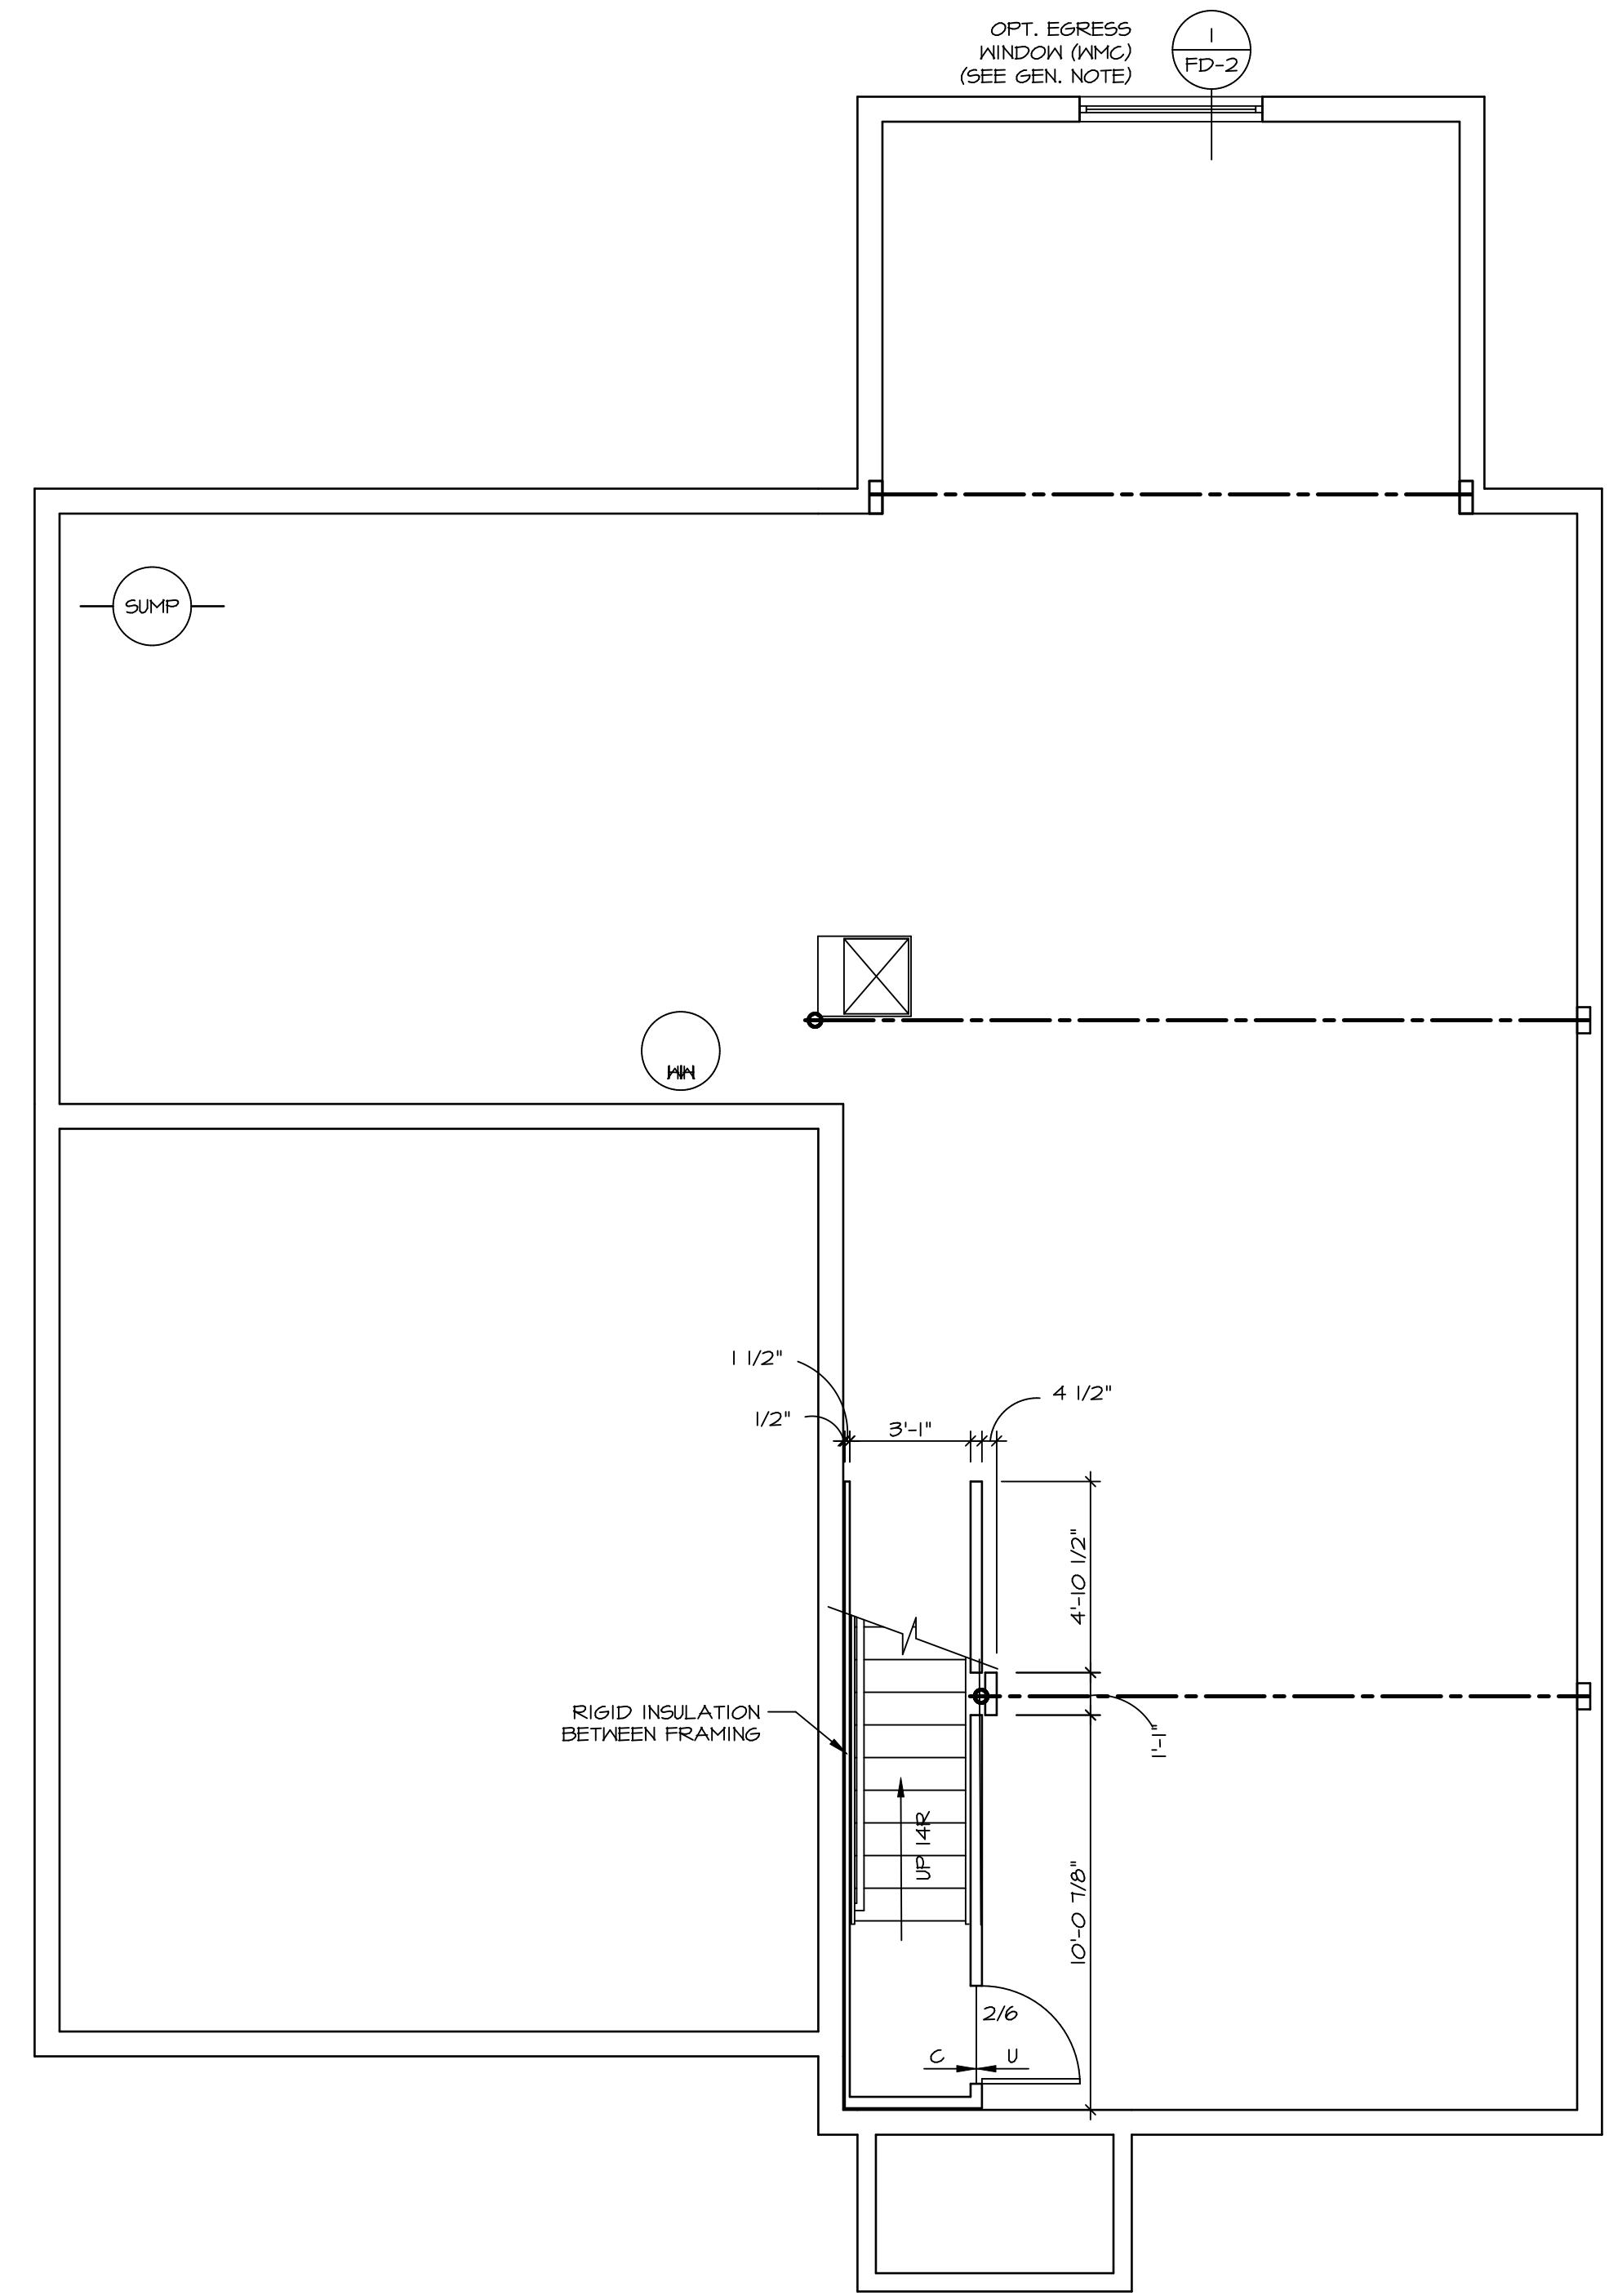 OPT. EGRESS
WINDOW (WMC)
(SEE GEN. NOTE)
1
FD-2
SUMP
1 1/2"
4 1/2"
1/2"
3'-1"
4'-10 1/2"
RIGID INSULATION
BETWEEN FRAMING
1'-1"
UP 14R
10'-0 7/8"
2/6
C
U